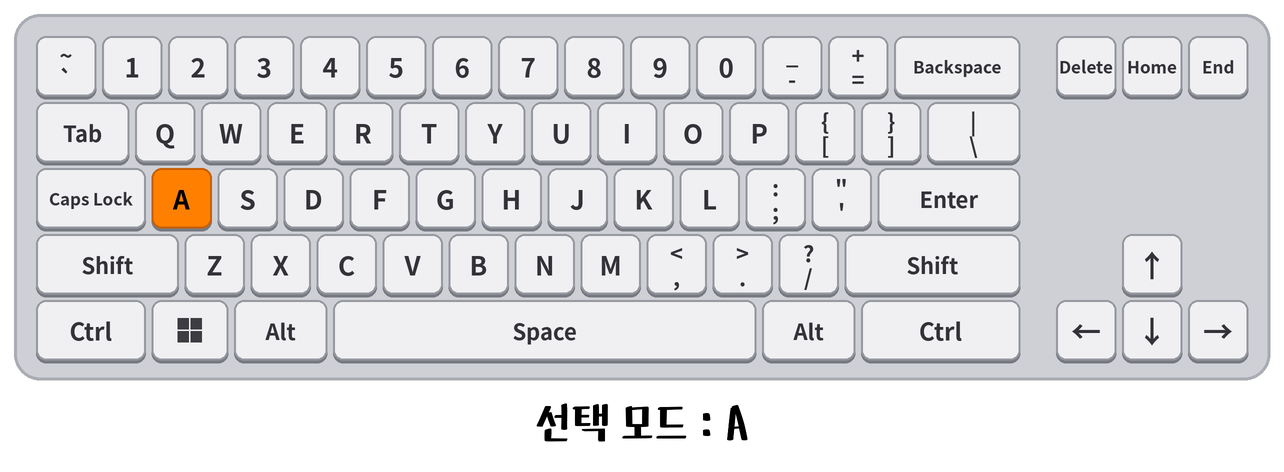 ~ 1 2 3 4 5 6 7 8 9 0 _ + Backspace Delete Home End
` - =
Tab Q W E R T Y U I O P { } |
[ ] \
Caps Lock A S D F G H J K L : " Enter
; '
Shift Z X C V B N M < > ? Shift ↑
, . /
Ctrl Alt Space Alt Ctrl ← ↓ →
선택 모드 : A